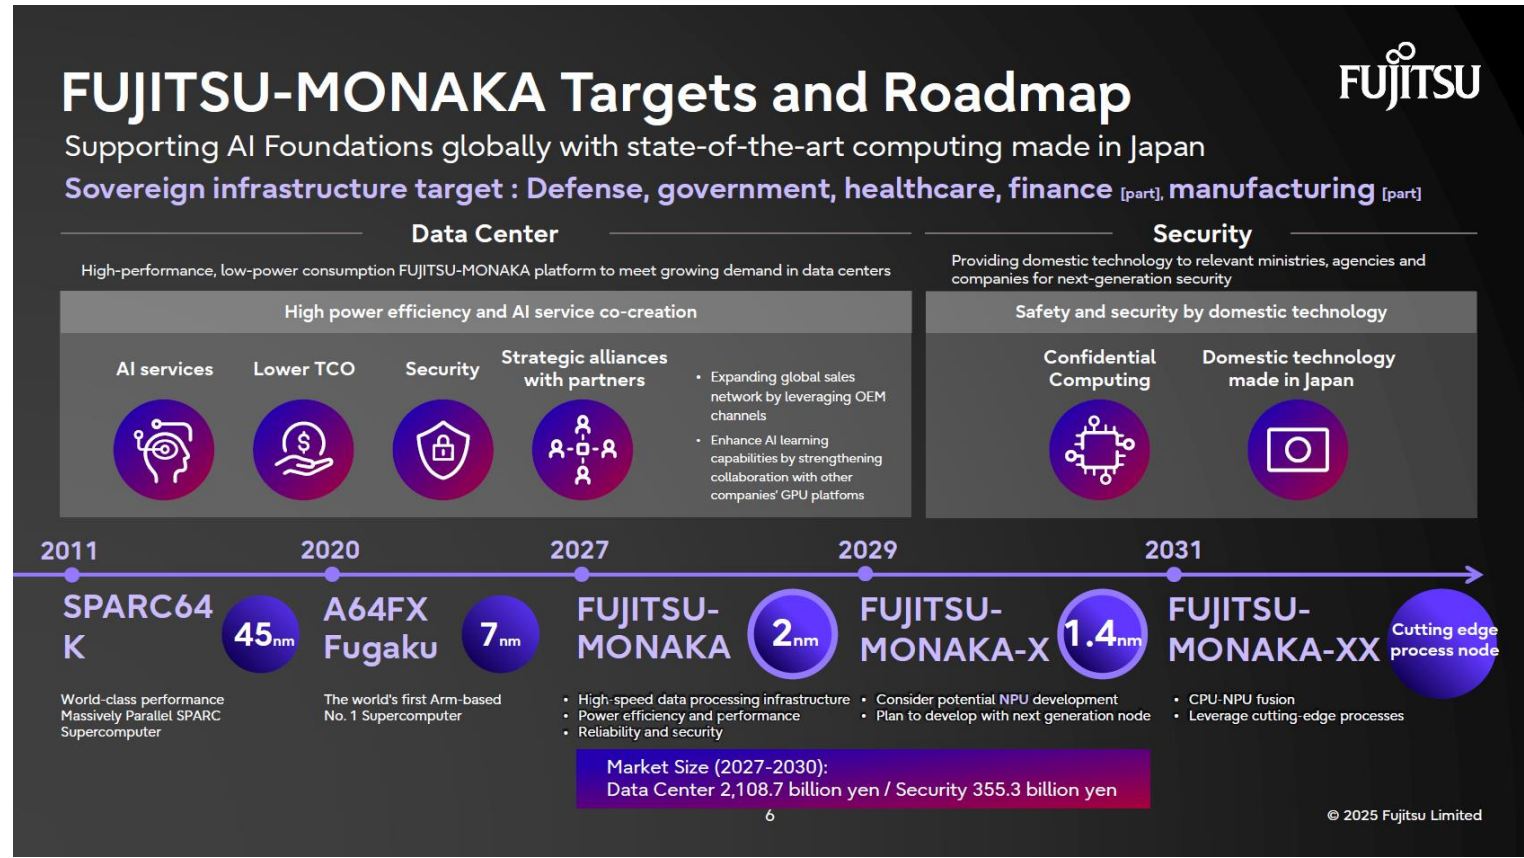 FUJITSU-MONAKA Targets and Roadmap
FUJITSU
Supporting AI Foundations globally with state-of-the-art computing made in Japan
Sovereign infrastructure target : Defense, government, healthcare, finance [part], manufacturing [part]
Data Center
High-performance, low-power consumption FUJITSU-MONAKA platform to meet growing demand in data centers
High power efficiency and AI service co-creation
AI services
Lower TCO
Security
Strategic alliances
with partners
$
• Expanding global sales
network by leveraging OEM
channels
• Enhance AI learning
capabilities by strengthening
collaboration with other
companies' GPU platfoms
Security
Providing domestic technology to relevant ministries, agencies and
companies for next-generation security
Safety and security by domestic technology
Confidential
Computing
Domestic technology
made in Japan
2011
SPARC64
K
45nm
World-class performance
Massively Parallel SPARC
Supercomputer
2020
A64FX
Fugaku
7nm
The world's first Arm-based
No. 1 Supercomputer
2027
FUJITSU-
MONAKA
2nm
• High-speed data processing infrastructure
• Power efficiency and performance
• Reliability and security
2029
FUJITSU-
MONAKA-X
1.4nm
• Consider potential NPU development
• Plan to develop with next generation node
2031
FUJITSU-
MONAKA-XX
Cutting edge
process node
• CPU-NPU fusion
• Leverage cutting-edge processes
Market Size (2027-2030):
Data Center 2,108.7 billion yen / Security 355.3 billion yen
6
© 2025 Fujitsu Limited